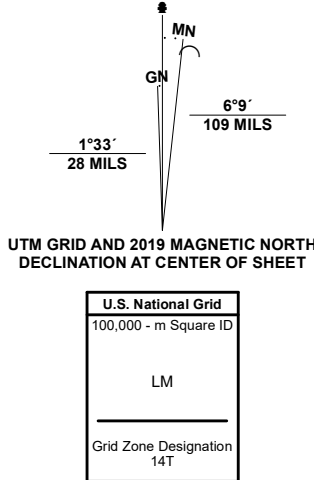 MN
GN
6°9´
109 MILS
1°33´
28 MILS
UTM GRID AND 2019 MAGNETIC NORTH
DECLINATION AT CENTER OF SHEET
U.S. National Grid
100,000 - m Square ID
LM
Grid Zone Designation
14T